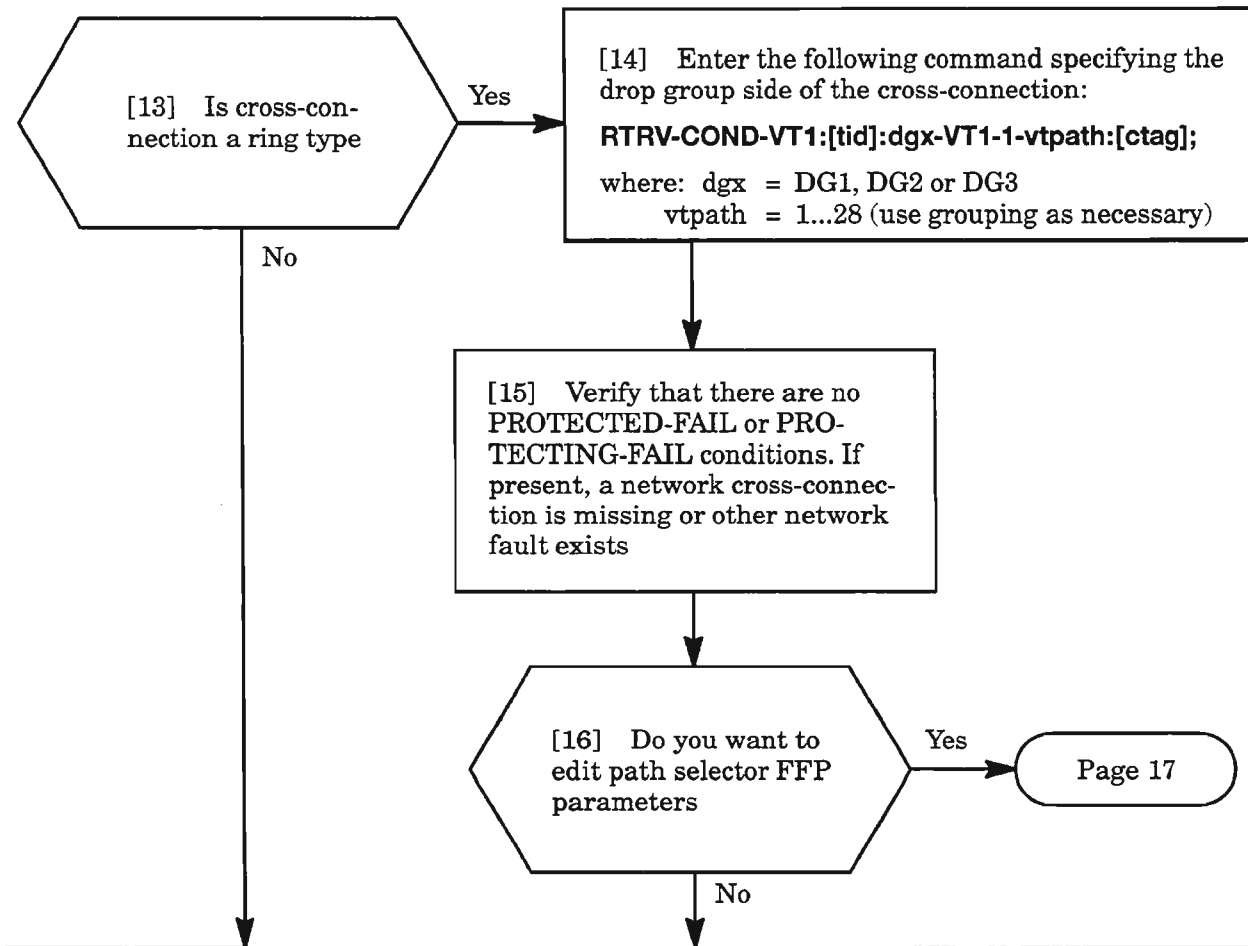 [13] Is cross-con-
nection a ring type
Yes
No
[14] Enter the following command specifying the
drop group side of the cross-connection:
RTRV-COND-VT1:[tid]:dgx-VT1-1-vtpath:[ctag];
where: dgx = DG1, DG2 or DG3
vtpath = 1...28 (use grouping as necessary)
[15] Verify that there are no
PROTECTED-FAIL or PRO-
TECTING-FAIL conditions. If
present, a network cross-connec-
tion is missing or other network
fault exists
[16] Do you want to
edit path selector FFP
parameters
Yes
Page 17
No